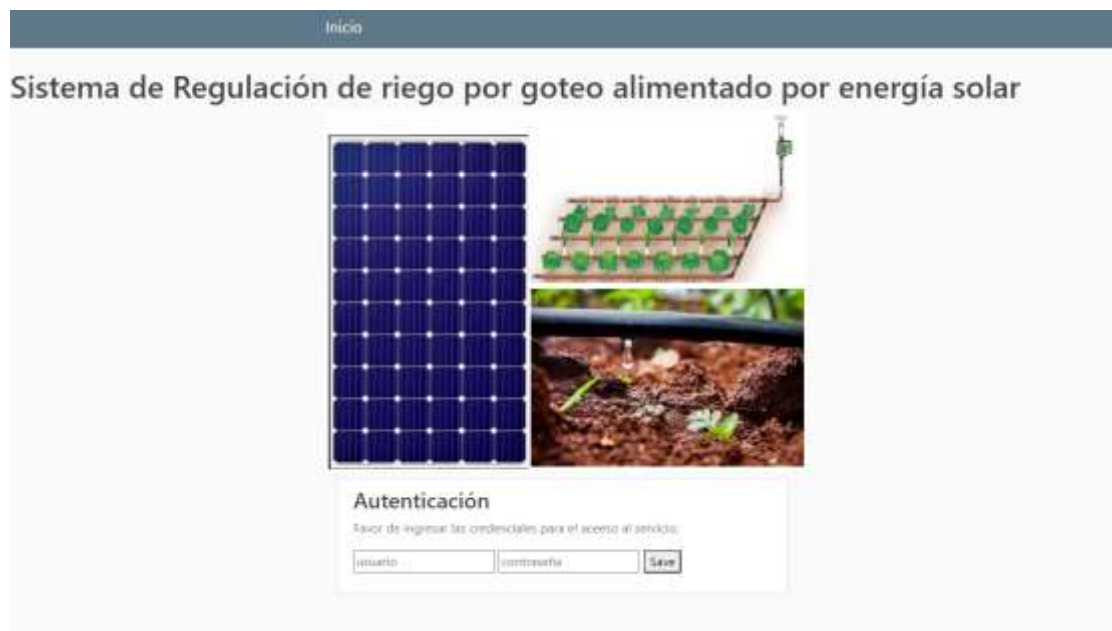 Inicio
Sistema de Regulación de riego por goteo alimentado por energía solar
Autenticación
Favor de ingresar las credenciales para el acceso al servicio.
usuario
contraseña
Save